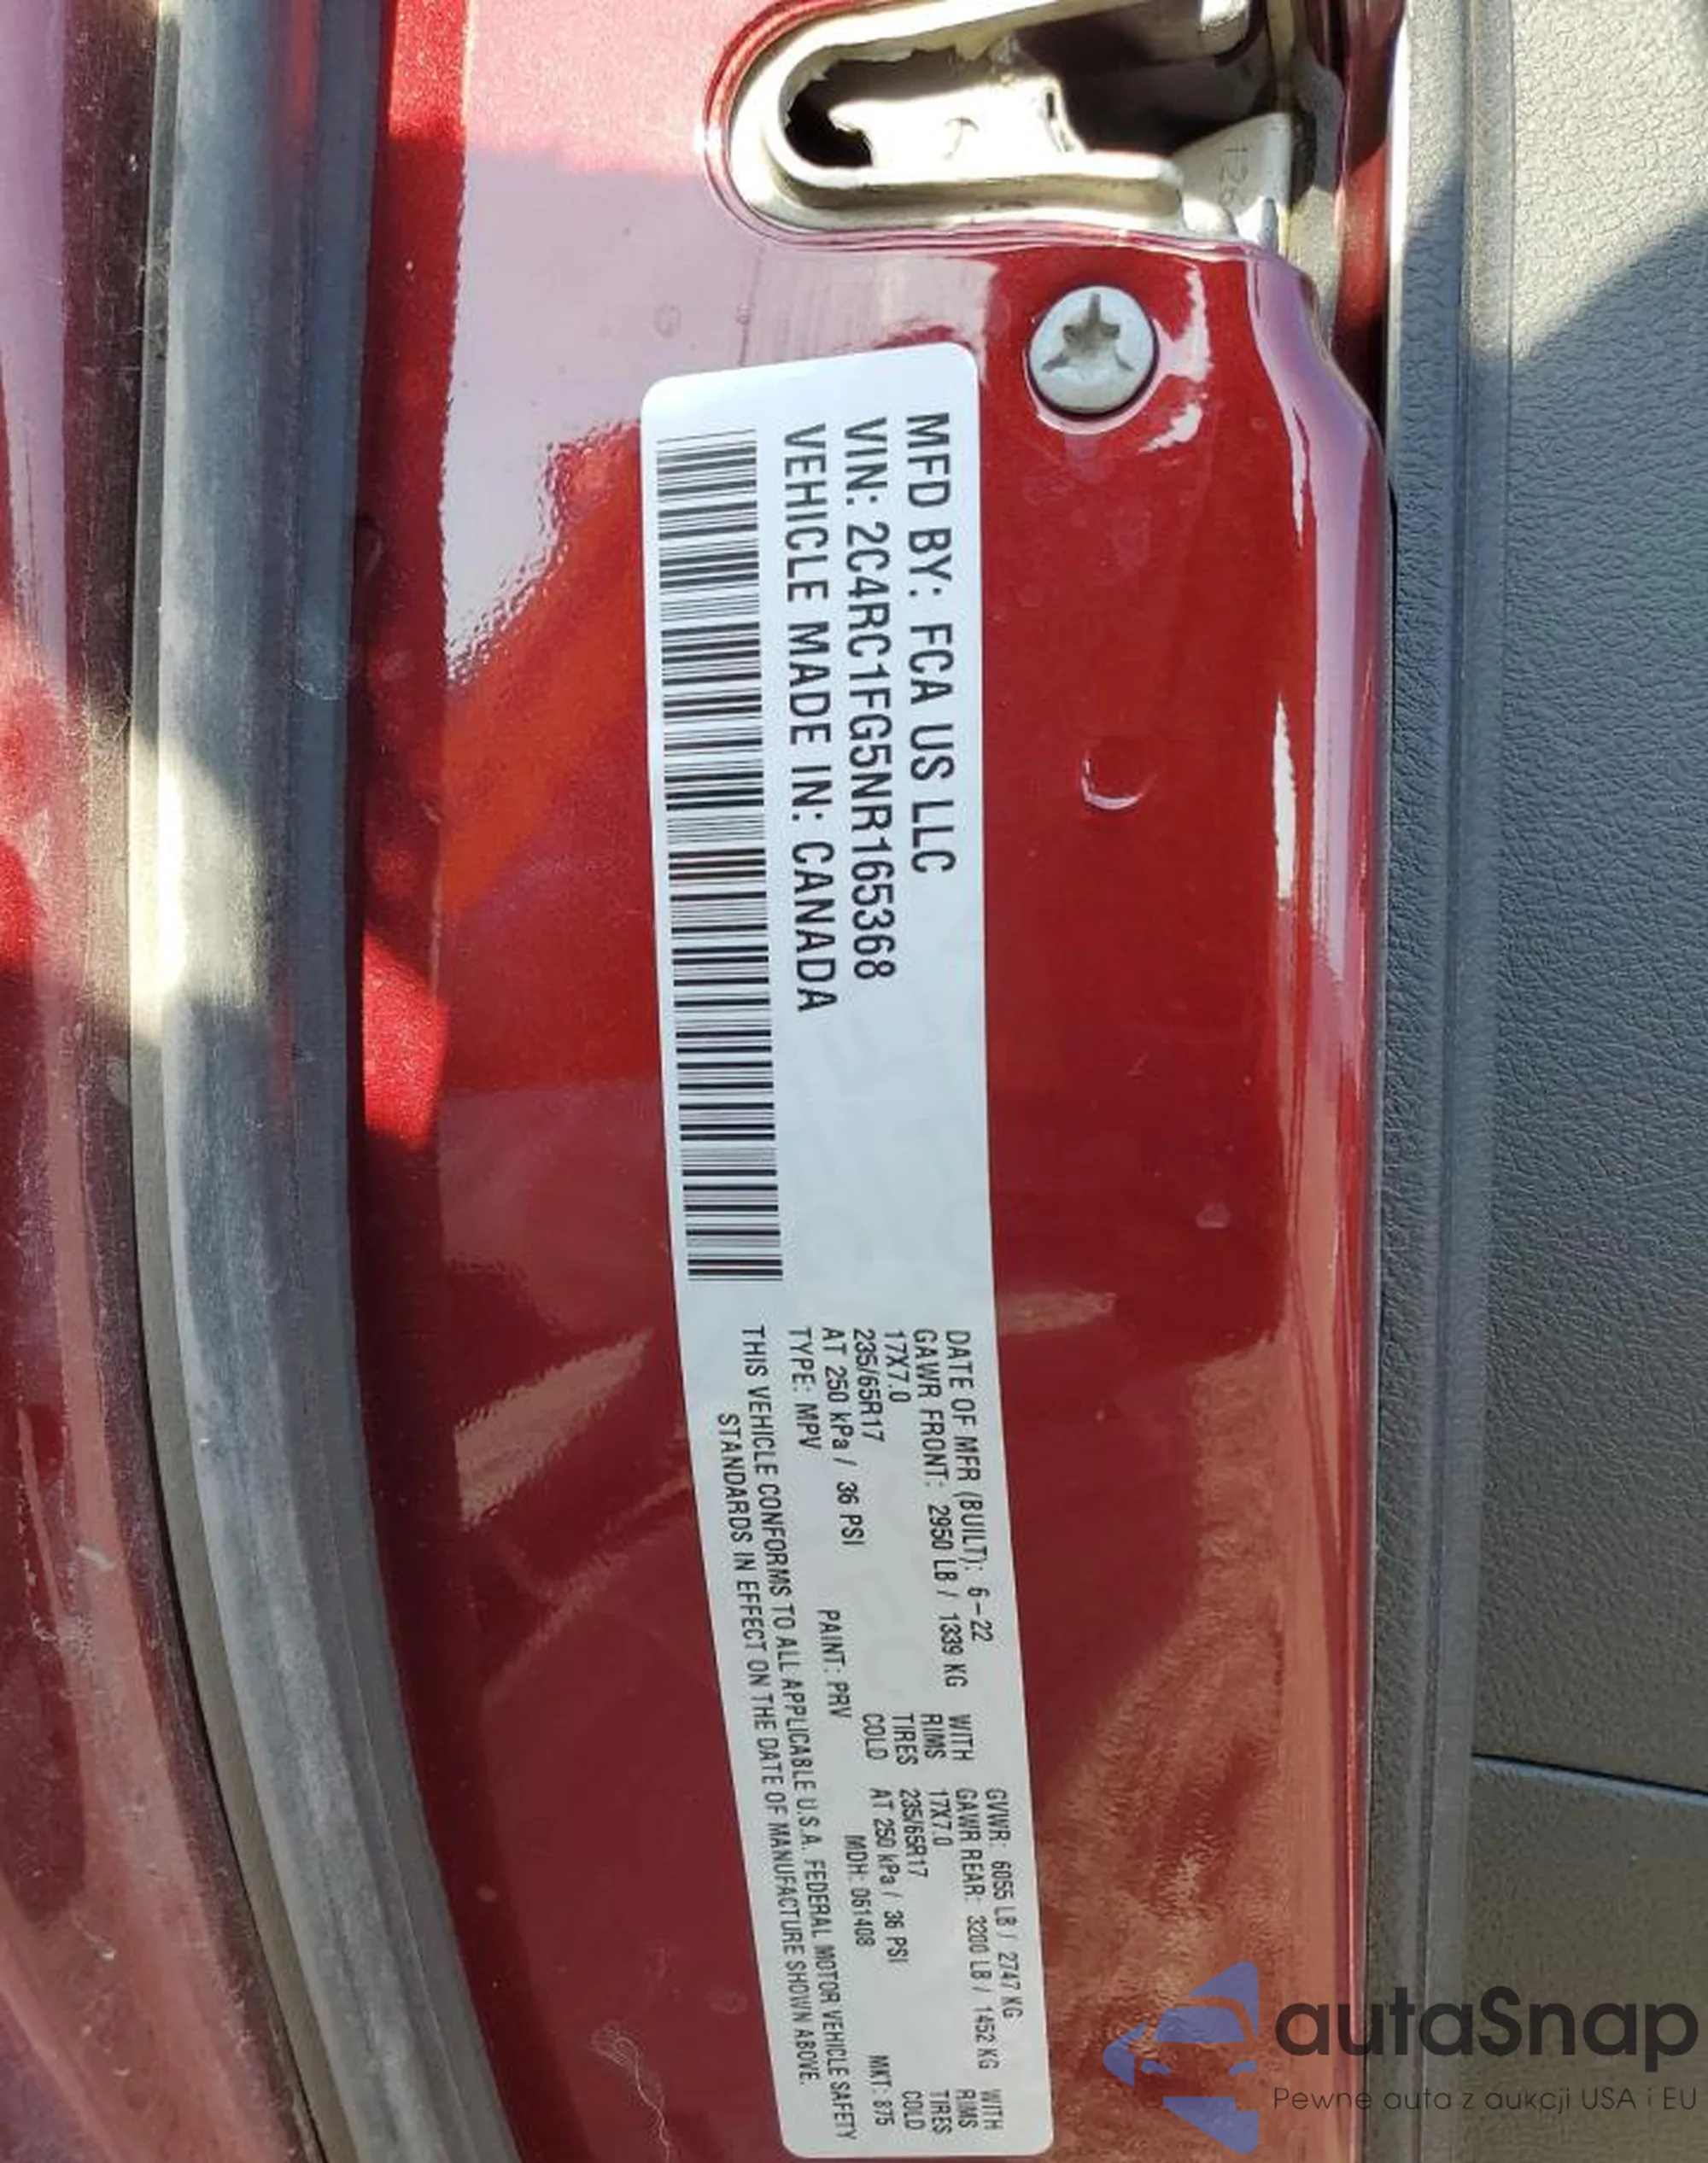 MFD BY: FCA US LLC
VIN: 2C4RC1FG5NR165368
VEHICLE MADE IN: CANADA
DATE OF MFR (BUILT): 6-22 GVWR: 6055 LB / 2747 KG
GAWR FRONT: 2950 LB / 1339 KG WITH GAWR REAR: 3200 LB / 1452 KG WITH
17X7.0 RIMS 17X7.0 RIMS
235/65R17 TIRES 235/65R17 TIRES
AT 250 kPa / 36 PSI COLD AT 250 kPa / 36 PSI COLD
TYPE: MPV PAINT: PRV MDH: 061408 MKT: 875
THIS VEHICLE CONFORMS TO ALL APPLICABLE U.S.A. FEDERAL MOTOR VEHICLE SAFETY
STANDARDS IN EFFECT ON THE DATE OF MANUFACTURE SHOWN ABOVE.
autaSnap
Pewne auta z aukcji USA i EU